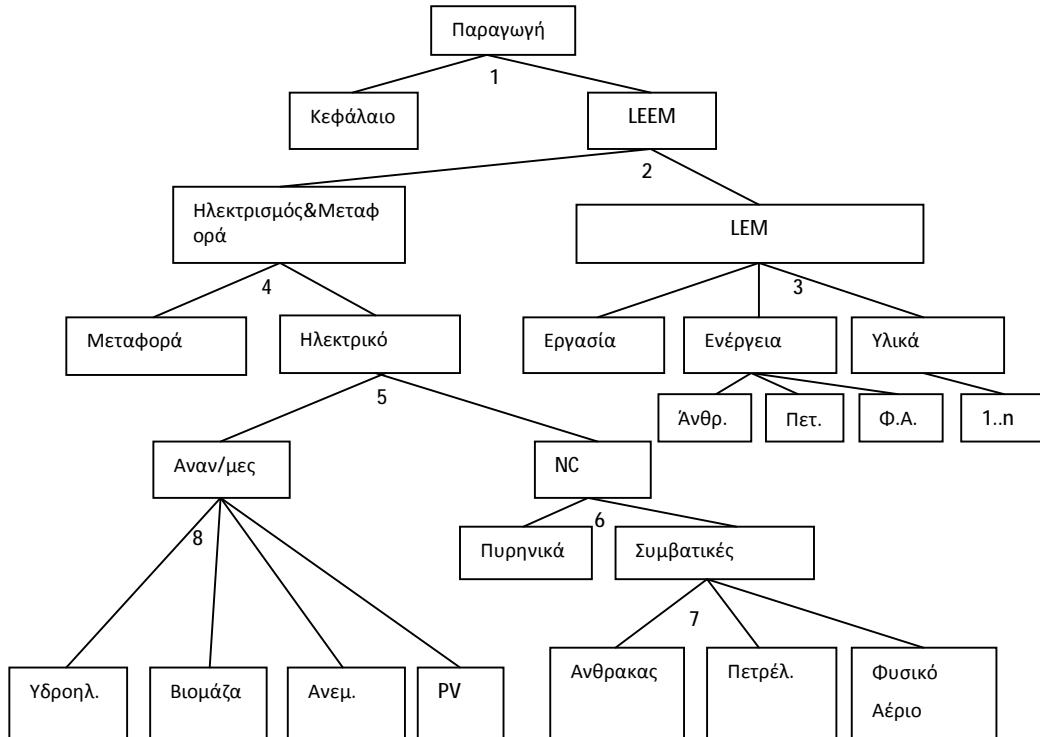 Παραγωγή
1
Κεφάλαιο
LEEM
2
Ηλεκτρισμός&Μεταφ
ορά
LEM
4
3
Μεταφορά
Ηλεκτρικό
Εργασία
Ενέργεια
Υλικά
5
Άνθρ.
Πετ.
Φ.Α.
1..n
Αναν/μες
NC
8
6
Πυρηνικά
Συμβατικές
7
Υδροηλ.
Βιομάζα
Ανεμ.
PV
Ανθρακας
Πετρέλ.
Φυσικό
Αέριο